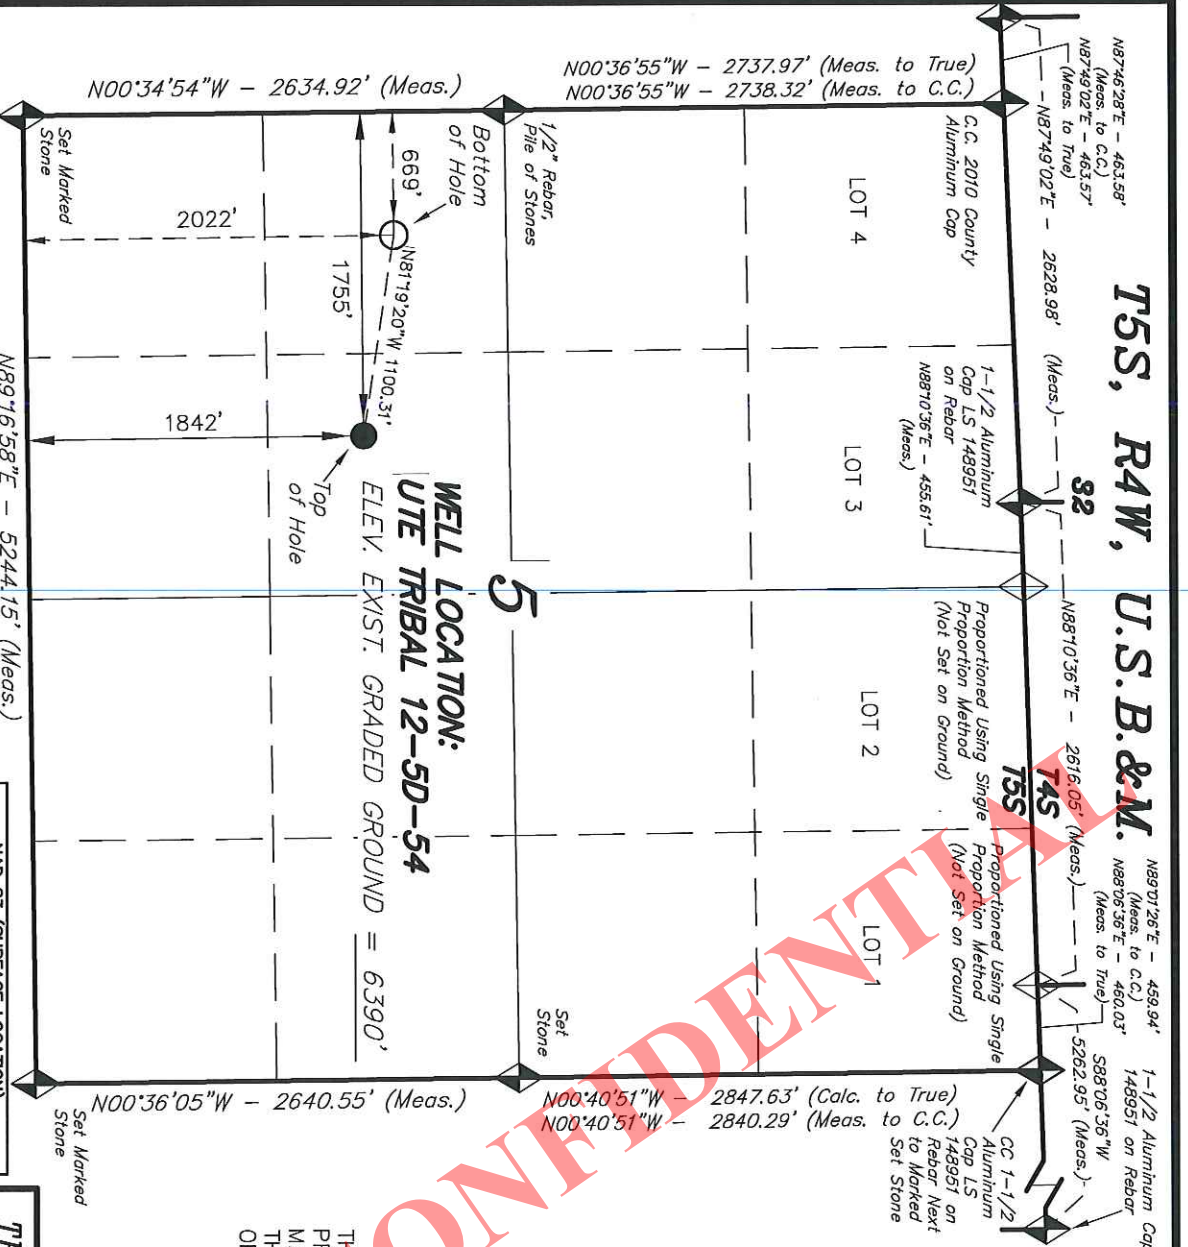 T5S, R4W, U.S.B.&M.
N87°46'28"E - 463.58'
(Meas. to C.C.)
N87°49'02"E - 463.57'
(Meas. to True)
N87°49'02"E - 2628.98' (Meas.)
32
N88°10'36"E - 2616.05' (Meas.)
N89°01'26"E - 459.94'
(Meas. to C.C.)
N88°06'36"E - 460.03'
(Meas. to True)
1-1/2 Aluminum Cap
148951 on Rebar
S88°06'36"W
5262.95' (Meas.)
T4S
T5S
C.C. 2010 County
Aluminum Cap
1-1/2 Aluminum
Cap LS 148951
on Rebar
N88°10'36"E - 455.61'
(Meas.)
Proportioned Using Single
Proportion Method
(Not Set on Ground)
Proportioned Using Single
Proportion Method
(Not Set on Ground)
CC 1-1/2
Aluminum
Cap LS
148951 on
Rebar Next
to Marked
Set Stone
LOT 4
LOT 3
LOT 2
LOT 1
N00°36'55"W - 2737.97' (Meas. to True)
N00°36'55"W - 2738.32' (Meas. to C.C.)
N00°40'51"W - 2847.63' (Calc. to True)
N00°40'51"W - 2840.29' (Meas. to C.C.)
1/2" Rebar,
Pile of Stones
5
Set
Stone
Bottom
of Hole
WELL LOCATION:
UTE TRIBAL 12-5D-54
ELEV. EXIST. GRADED GROUND = 6390'
669'
N81°19'20"W 1100.31'
1755'
Top
of Hole
2022'
1842'
N00°34'54"W - 2634.92' (Meas.)
N00°36'05"W - 2640.55' (Meas.)
Set Marked
Stone
Set Marked
Stone
N89°16'58"E - 5244.15' (Meas.)
CONFIDENTIAL